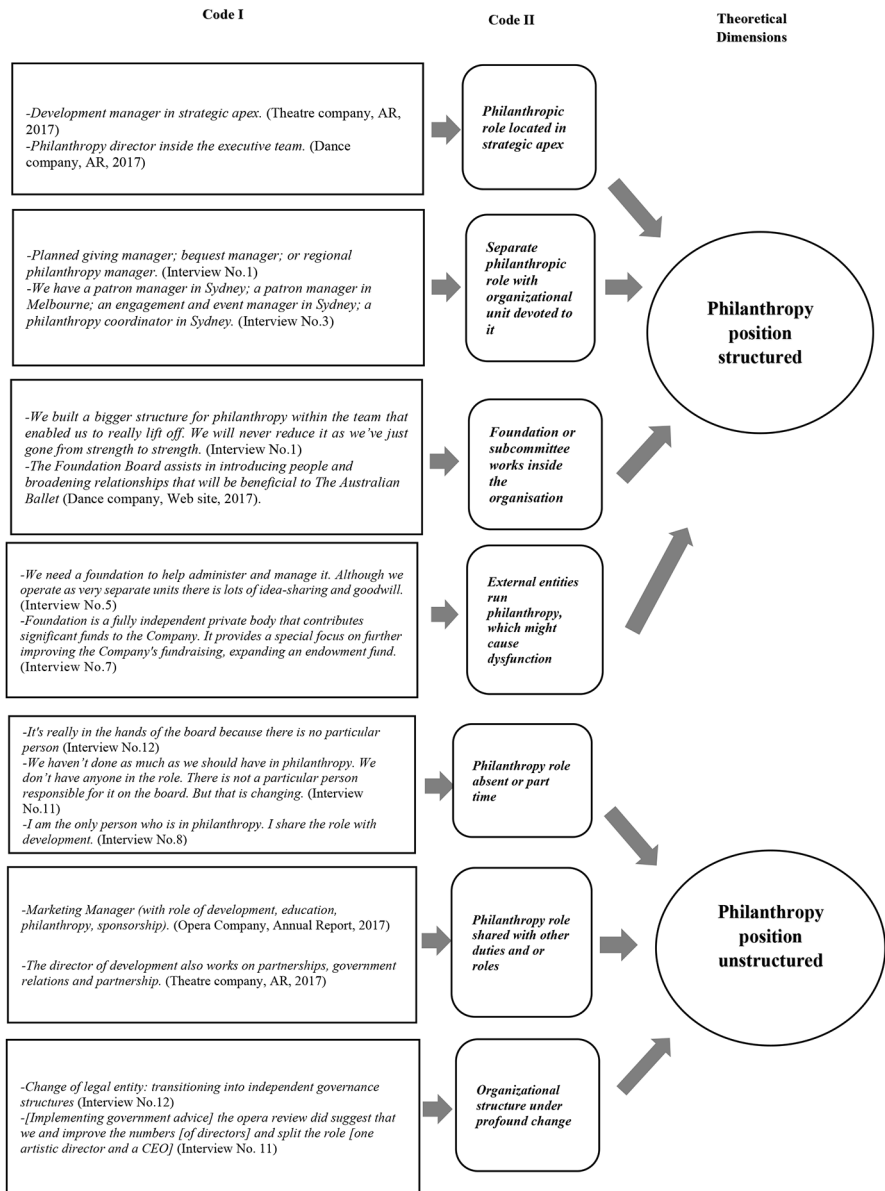 Code I
Code II
Theoretical
Dimensions
-Development manager in strategic apex. (Theatre company, AR,
2017)
-Philanthropy director inside the executive team. (Dance
company, AR, 2017)
Philanthropic
role located in
strategic apex
-Planned giving manager; bequest manager; or regional
philanthropy manager. (Interview No.1)
-We have a patron manager in Sydney; a patron manager in
Melbourne; an engagement and event manager in Sydney; a
philanthropy coordinator in Sydney. (Interview No.3)
Separate
philanthropic
role with
organizational
unit devoted to
it
Philanthropy
position
structured
-We built a bigger structure for philanthropy within the team that
enabled us to really lift off. We will never reduce it as we've just
gone from strength to strength. (Interview No.1)
-The Foundation Board assists in introducing people and
broadening relationships that will be beneficial to The Australian
Ballet (Dance company, Web site, 2017).
Foundation or
subcommittee
works inside
the
organisation
-We need a foundation to help administer and manage it. Although we
operate as very separate units there is lots of idea-sharing and goodwill.
(Interview No.5)
-Foundation is a fully independent private body that contributes
significant funds to the Company. It provides a special focus on further
improving the Company's fundraising, expanding an endowment fund.
(Interview No.7)
External entities
run
philanthropy,
which might
cause
dysfunction
-It's really in the hands of the board because there is no particular
person (Interview No.12)
-We haven't done as much as we should have in philanthropy. We
don't have anyone in the role. There is not a particular person
responsible for it on the board. But that is changing. (Interview
No.11)
-I am the only person who is in philanthropy. I share the role with
development. (Interview No.8)
Philanthropy role
absent or part
time
-Marketing Manager (with role of development, education,
philanthropy, sponsorship). (Opera Company, Annual Report, 2017)
-The director of development also works on partnerships, government
relations and partnership. (Theatre company, AR, 2017)
Philanthropy role
shared with other
duties and or
roles
Philanthropy
position
unstructured
-Change of legal entity: transitioning into independent governance
structures (Interview No.12)
-[Implementing government advice] the opera review did suggest that
we and improve the numbers [of directors] and split the role [one
artistic director and a CEO] (Interview No. 11)
Organizational
structure under
profound change